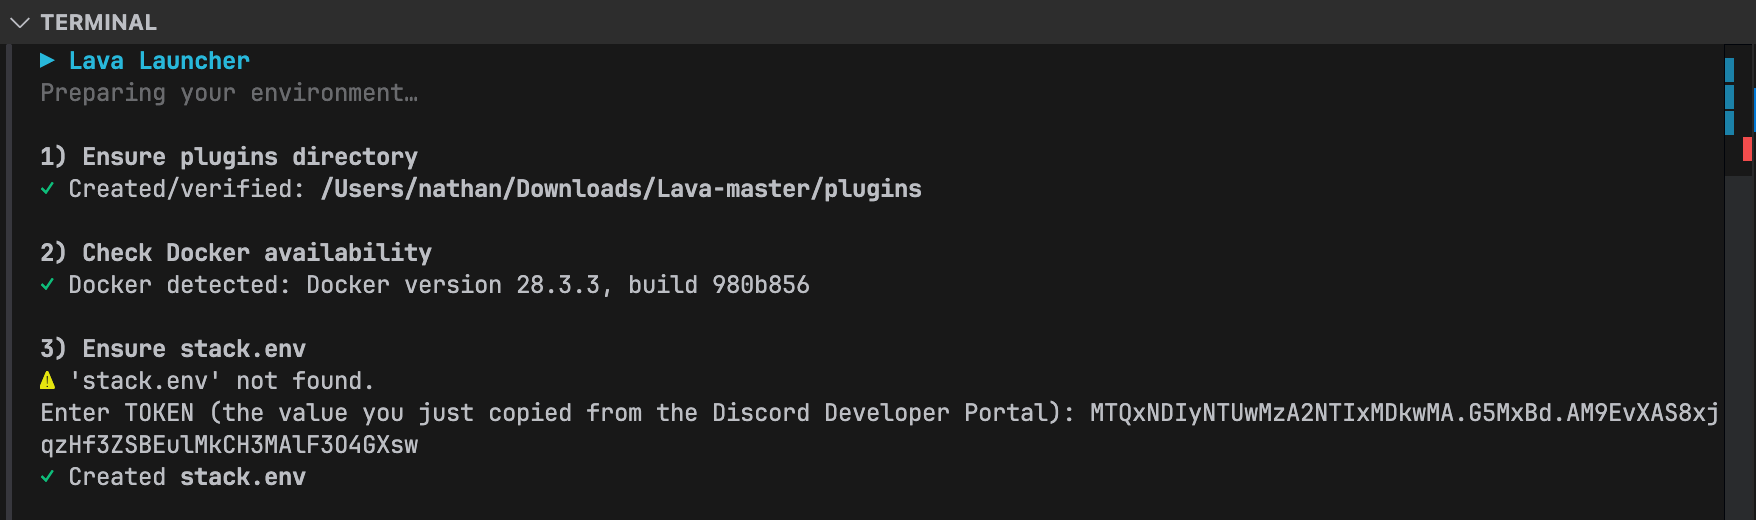 TERMINAL
Lava Launcher
Preparing your environment…
1) Ensure plugins directory
✓ Created/verified: /Users/nathan/Downloads/Lava-master/plugins
2) Check Docker availability
✓ Docker detected: Docker version 28.3.3, build 980b856
3) Ensure stack.env
⚠ 'stack.env' not found.
Enter TOKEN (the value you just copied from the Discord Developer Portal): MTQxNDIyNTUwMzA2NTIxMDkwMA.G5MxBd.AM9EvXAS8xj
qzHf3ZSBEulMkCH3MAlF3O4GXsw
✓ Created stack.env